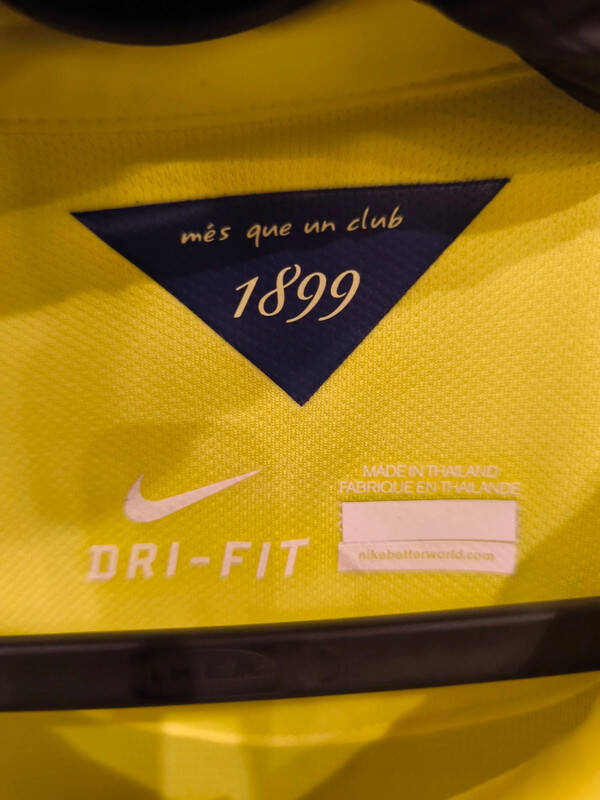 més que un club
1899
MADE IN THAILAND
FABRIQUE EN THAILANDE
DRI-FIT
nikebetterworld.com